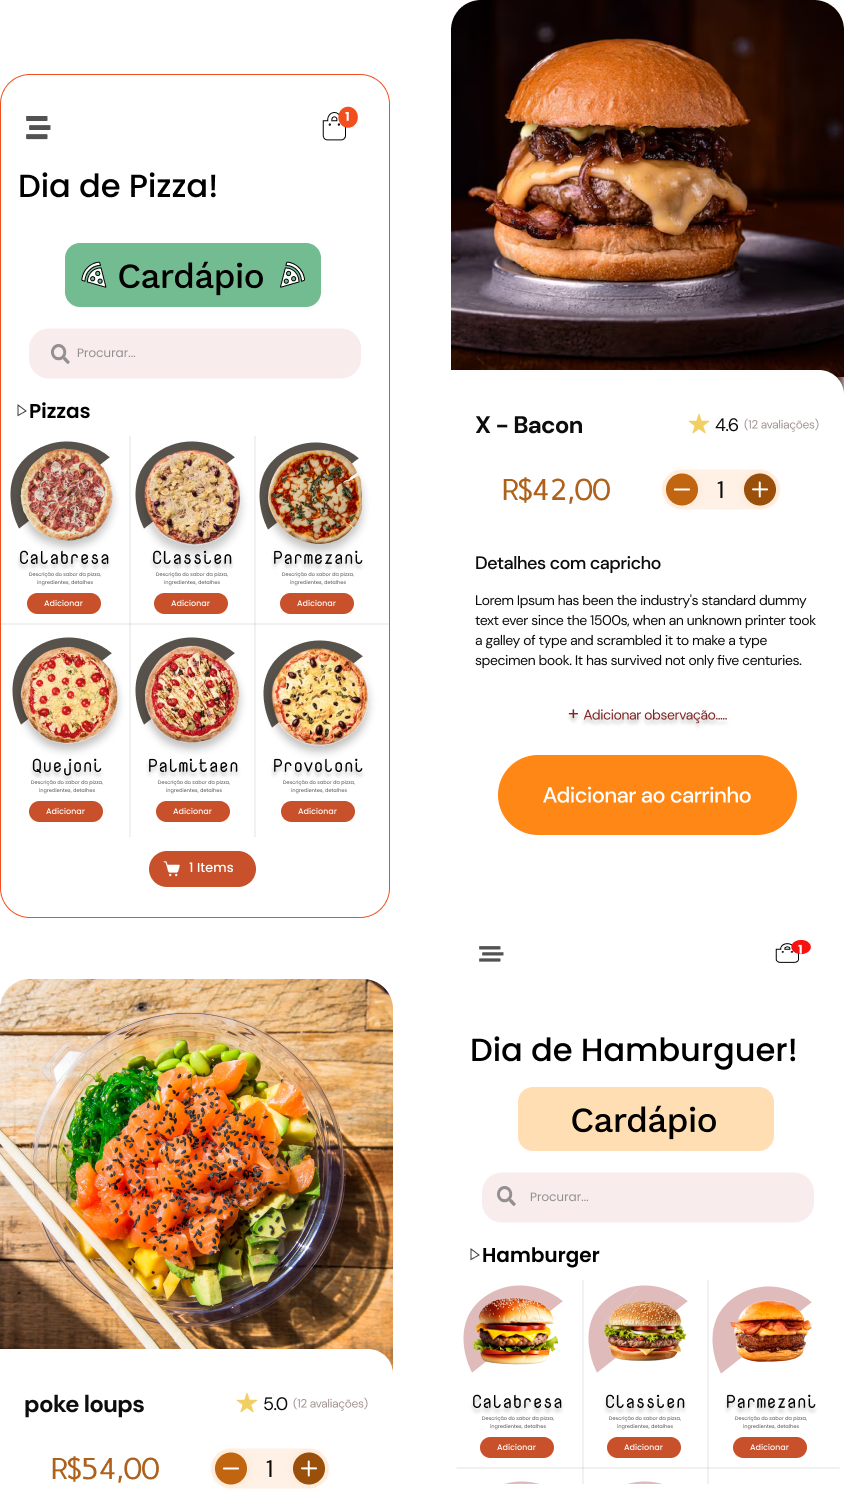 1
Dia de Pizza!
Cardápio
Procurar...
Pizzas
Calabresa
Classien
Parmezani
Descrição do sabor da pizza,
ingredientes, detalhes
Descrição do sabor da pizza,
ingredientes, detalhes
Descrição do sabor da pizza,
ingredientes, detalhes
Adicionar
Adicionar
Adicionar
Quejoni
Palmitaen
Provoloni
Descrição do sabor da pizza,
ingredientes, detalhes
Descrição do sabor da pizza,
ingredientes, detalhes
Descrição do sabor da pizza,
ingredientes, detalhes
Adicionar
Adicionar
Adicionar
1 Items
X - Bacon
4.6 (12 avaliações)
R$42,00
1
Detalhes com capricho
Lorem Ipsum has been the industry's standard dummy
text ever since the 1500s, when an unknown printer took
a galley of type and scrambled it to make a type
specimen book. It has survived not only five centuries.
+ Adicionar observação.....
Adicionar ao carrinho
poke loups
5.0 (12 avaliações)
R$54,00
1
1
Dia de Hamburguer!
Cardápio
Procurar...
Hamburger
Calabresa
Classien
Parmezani
Descrição do sabor da pizza,
ingredientes, detalhes
Descrição do sabor da pizza,
ingredientes, detalhes
Descrição do sabor da pizza,
ingredientes, detalhes
Adicionar
Adicionar
Adicionar